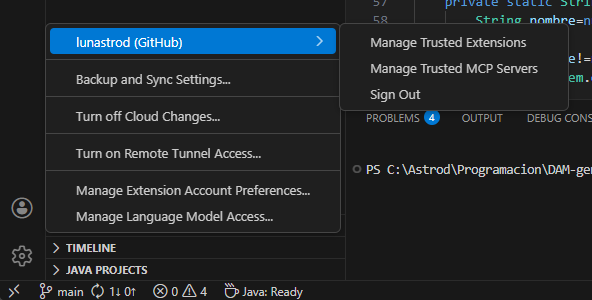 57 private static Stri
58 String nombre=n
lunastrod (GitHub)
Manage Trusted Extensions
Manage Trusted MCP Servers
Sign Out
Backup and Sync Settings...
Turn off Cloud Changes...
Turn on Remote Tunnel Access...
Manage Extension Account Preferences...
Manage Language Model Access...
!=
em.
PROBLEMS 4 OUTPUT DEBUG CONS
PS C:\Astrod\Programacion\DAM-ge
TIMELINE
JAVA PROJECTS
main 1↓ 0↑ 0 4 Java: Ready